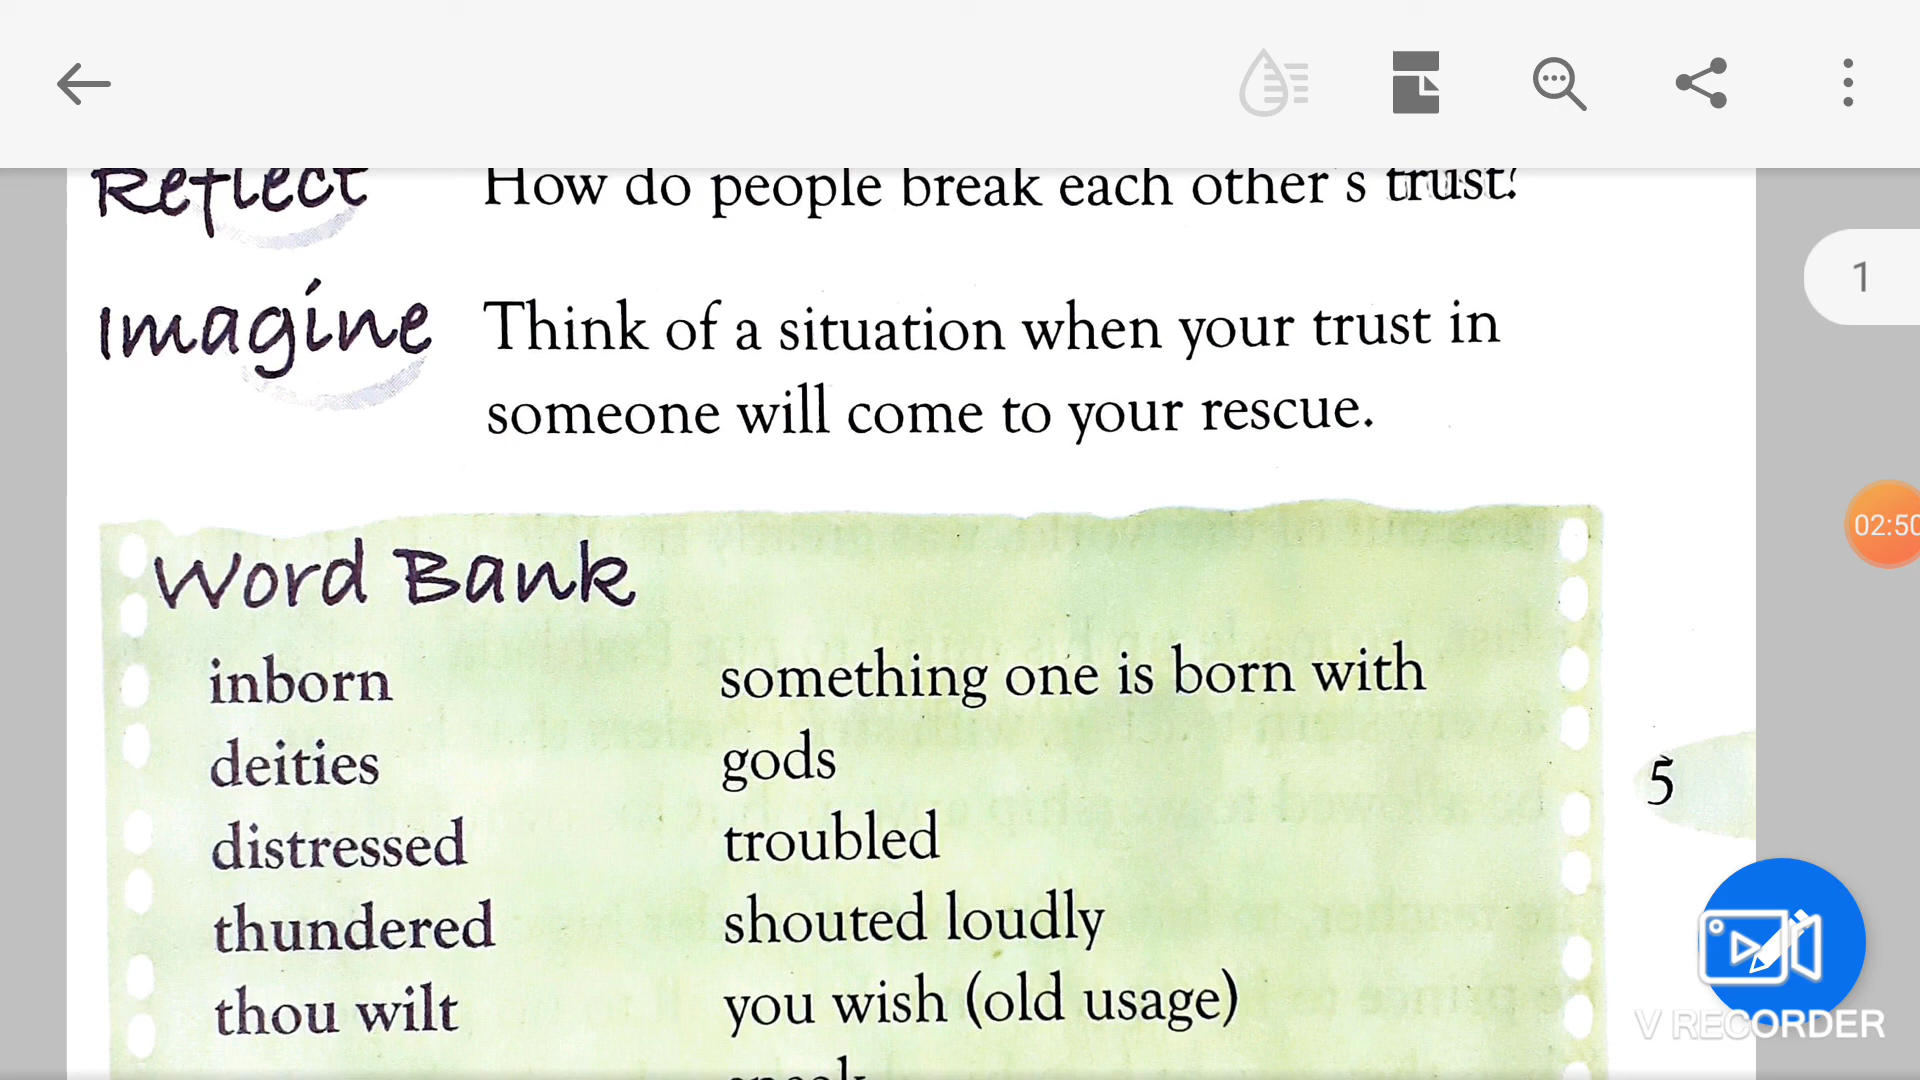 Reflect How do people break each other's trust?
1
Imagine Think of a situation when your trust in
someone will come to your rescue.
02:50
Word Bank
inborn something one is born with
deities gods
5
distressed troubled
thundered shouted loudly
thou wilt you wish (old usage)
V RECORDER